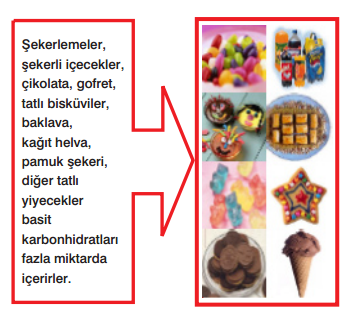 Şekerlemeler,
şekerli içecekler,
çikolata, gofret,
tatlı bisküviler,
baklava,
kağıt helva,
pamuk şekeri,
diğer tatlı
yiyecekler
basit
karbonhidratları
fazla miktarda
içerirler.